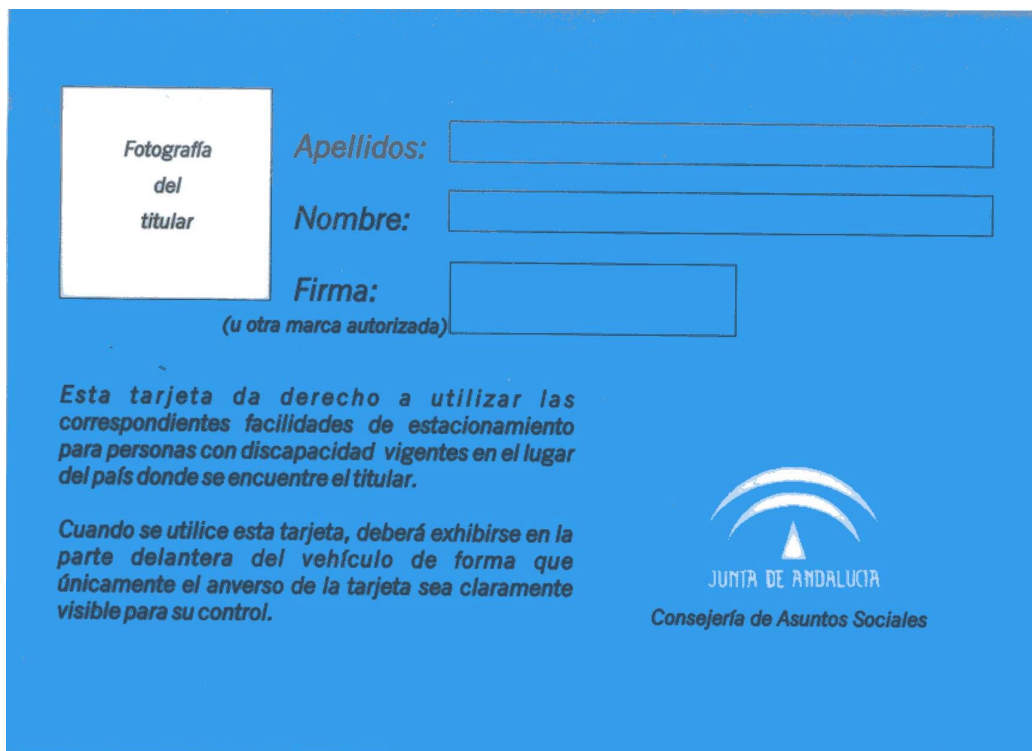 Fotografía
del
titular
Apellidos:
Nombre:
Firma:
(u otra marca autorizada)
Esta tarjeta da derecho a utilizar las
correspondientes facilidades de estacionamiento
para personas con discapacidad vigentes en el lugar
del país donde se encuentre el titular.
Cuando se utilice esta tarjeta, deberá exhibirse en la
parte delantera del vehículo de forma que
únicamente el anverso de la tarjeta sea claramente
visible para su control.
JUNTA DE ANDALUCIA
Consejería de Asuntos Sociales